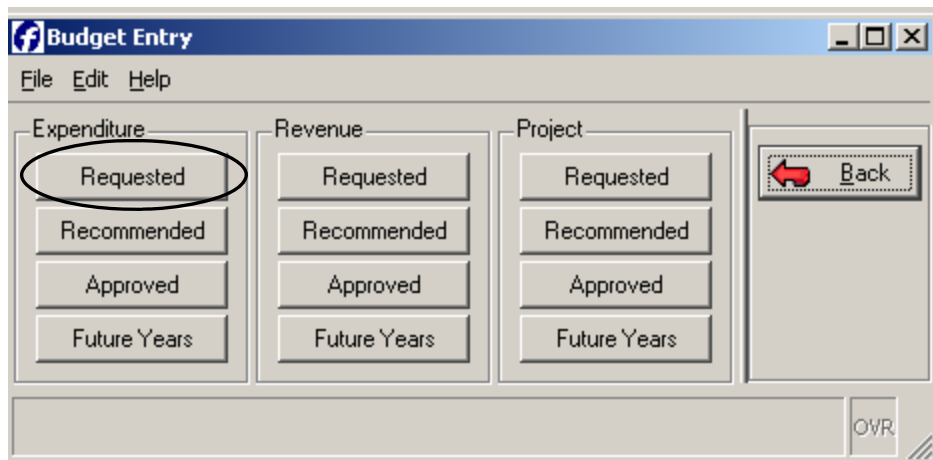 Budget Entry
File Edit Help
Expenditure Revenue Project
Requested Requested Requested Back
Recommended Recommended Recommended
Approved Approved Approved
Future Years Future Years Future Years
OVR